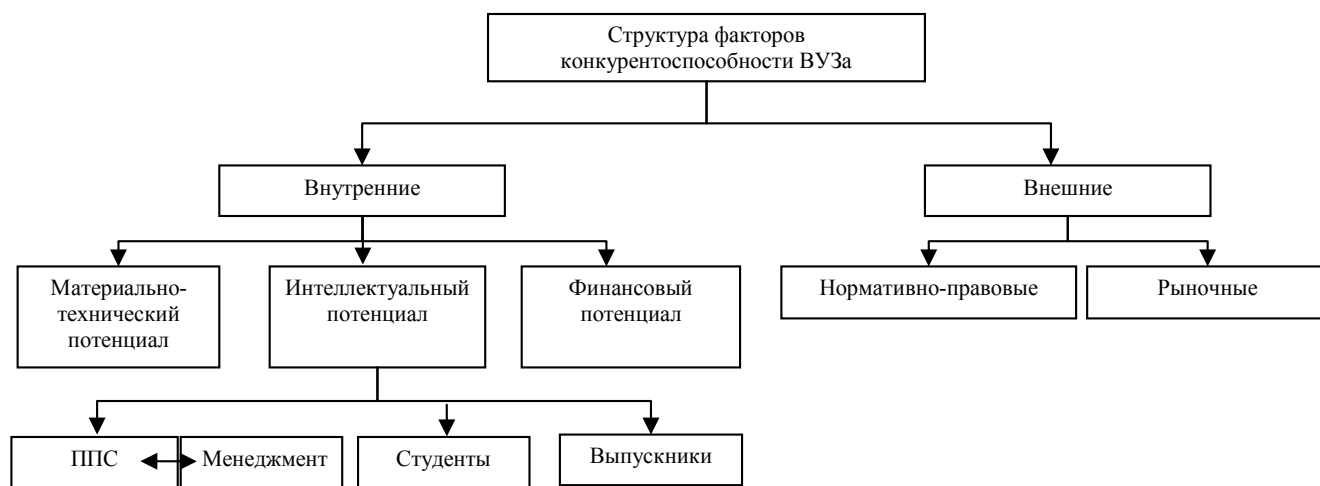 Структура факторов
конкурентоспособности ВУЗа
Внутренние
Внешние
Материально-
технический
потенциал
Интеллектуальный
потенциал
Финансовый
потенциал
Нормативно-правовые
Рыночные
ППС
Менеджмент
Студенты
Выпускники